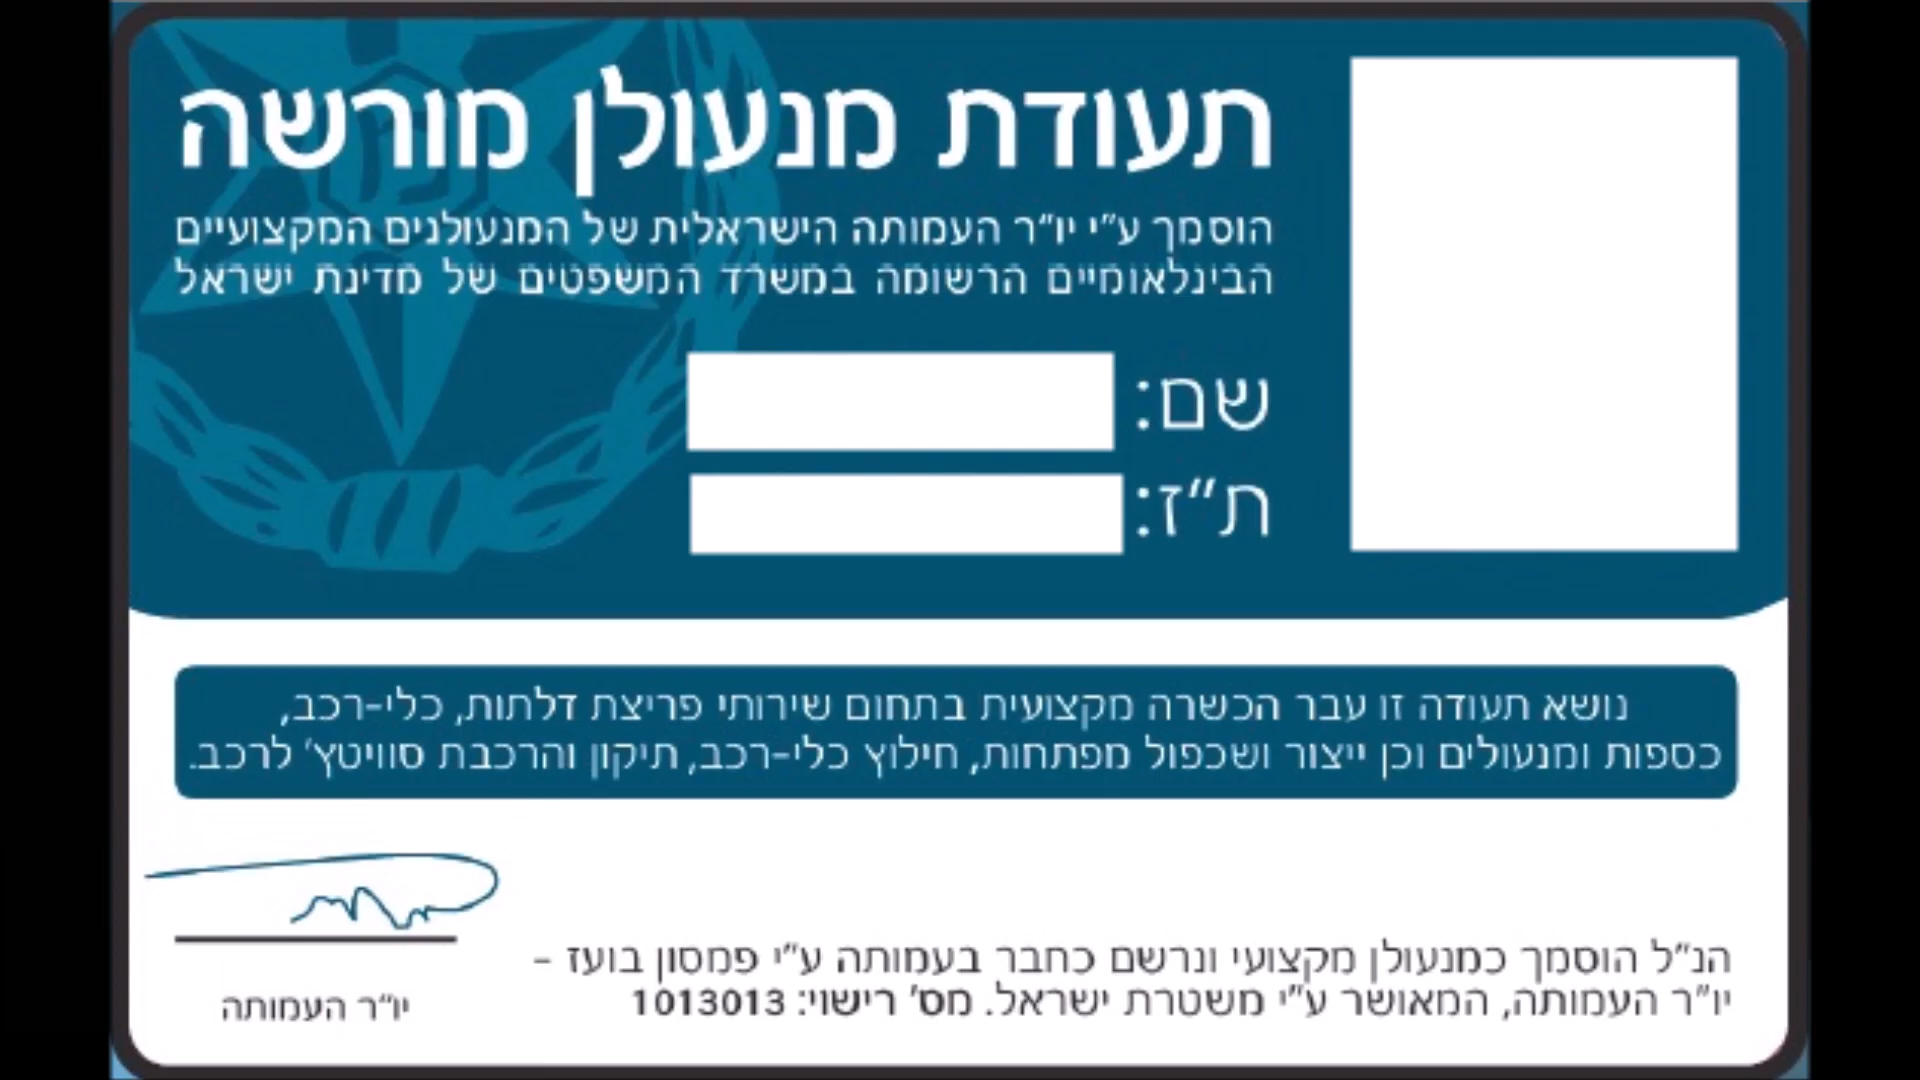 תעודת מנעולן מורשה
הוסמך ע"י יו"ר העמותה הישראלית של המנעולנים המקצועיים
הבינלאומיים הרשומה במשרד המשפטים של מדינת ישראל
שם:
ת"ז:
נושא תעודה זו עבר הכשרה מקצועית בתחום שירותי פריצת דלתות, כלי-רכב,
כספות ומנעולים וכן ייצור ושכפול מפתחות, חילוץ כלי-רכב, תיקון והרכבת סוויטץ' לרכב.
הנ"ל הוסמך כמנעולן מקצועי ונרשם כחבר בעמותה ע"י פמסון בועז -
יו"ר העמותה, המאושר ע"י משטרת ישראל. מס' רישוי: 1013013
יו"ר העמותה